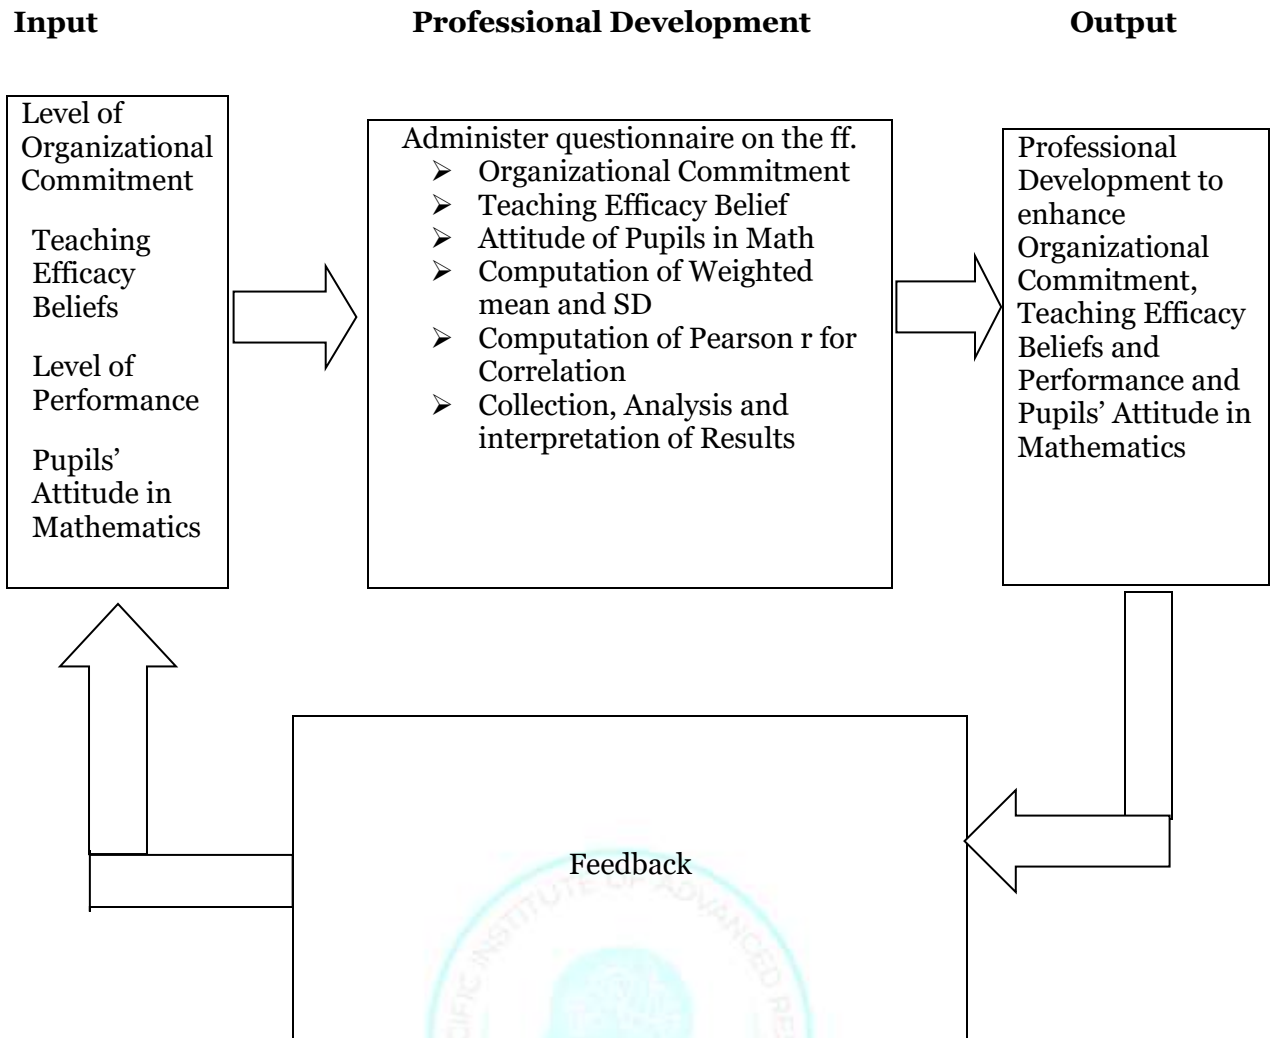 Input Professional Development Output
Level of
Organizational
Commitment
Teaching
Efficacy
Beliefs
Level of
Performance
Pupils’
Attitude in
Mathematics
Administer questionnaire on the ff.
➢ Organizational Commitment
➢ Teaching Efficacy Belief
➢ Attitude of Pupils in Math
➢ Computation of Weighted
mean and SD
➢ Computation of Pearson r for
Correlation
➢ Collection, Analysis and
interpretation of Results
Professional
Development to
enhance
Organizational
Commitment,
Teaching Efficacy
Beliefs and
Performance and
Pupils’ Attitude in
Mathematics
Feedback
INSTITUTE OF ADVANCED